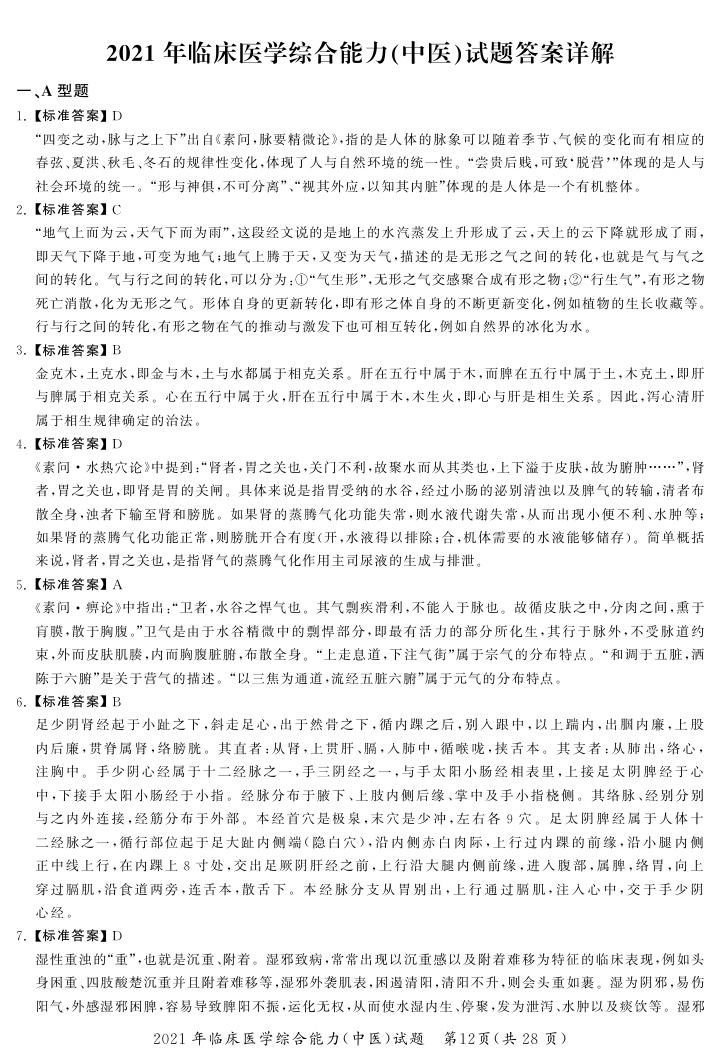 2021 年临床医学综合能力(中医)试题答案详解
一、A 型题
1.【标准答案】D
“四变之动,脉与之上下”出自《素问,脉要精微论》,指的是人体的脉象可以随着季节、气候的变化而有相应的
春弦、夏洪、秋毛、冬石的规律性变化,体现了人与自然环境的统一性。“尝贵后贱,可致‘脱营’”体现的是人与
社会环境的统一。“形与神俱,不可分离”、“视其外应,以知其内脏”体现的是人体是一个有机整体。
2.【标准答案】C
“地气上而为云,天气下而为雨”,这段经文说的是地上的水汽蒸发上升形成了云,天上的云下降就形成了雨,
即天气下降于地,可变为地气;地气上腾于天,又变为天气,描述的是无形之气之间的转化,也就是气与气之
间的转化。气与行之间的转化,可以分为:①“气生形”,无形之气交感聚合成有形之物;②“行生气”,有形之物
死亡消散,化为无形之气。形体自身的更新转化,即有形之体自身的不断更新变化,例如植物的生长收藏等。
行与行之间的转化,有形之物在气的推动与激发下也可相互转化,例如自然界的冰化为水。
3.【标准答案】B
金克木,土克水,即金与木,土与水都属于相克关系。肝在五行中属于木,而脾在五行中属于土,木克土,即肝
与脾属于相克关系。心在五行中属于火,肝在五行中属于木,木生火,即心与肝是相生关系。因此,泻心清肝
属于相生规律确定的治法。
4.【标准答案】D
《素问·水热穴论》中提到:“肾者,胃之关也,关门不利,故聚水而从其类也,上下溢于皮肤,故为腑肿……”,肾
者,胃之关也,即肾是胃的关闸。具体来说是指胃受纳的水谷,经过小肠的泌别清浊以及脾气的转输,清者布
散全身,浊者下输至肾和膀胱。如果肾的蒸腾气化功能失常,则水液代谢失常,从而出现小便不利、水肿等;
如果肾的蒸腾气化功能正常,则膀胱开合有度(开,水液得以排除;合,机体需要的水液能够储存)。简单概括
来说,肾者,胃之关也,是指肾气的蒸腾气化作用主司尿液的生成与排泄。
5.【标准答案】A
《素问·痹论》中指出:“卫者,水谷之悍气也。其气剽疾滑利,不能入于脉也。故循皮肤之中,分肉之间,熏于
肓膜,散于胸腹。”卫气是由于水谷精微中的剽悍部分,即最有活力的部分所化生,其行于脉外,不受脉道约
束,外而皮肤肌腠,内而胸腹脏腑,布散全身。“上走息道,下注气街”属于宗气的分布特点。“和调于五脏,洒
陈于六腑”是关于营气的描述。“以三焦为通道,流经五脏六腑”属于元气的分布特点。
6.【标准答案】B
足少阴肾经起于小趾之下,斜走足心,出于然骨之下,循内踝之后,别入跟中,以上踹内,出腘内廉,上股
内后廉,贯脊属肾,络膀胱。其直者:从肾,上贯肝、膈,入肺中,循喉咙,挟舌本。其支者:从肺出,络心,
注胸中。手少阴心经属于十二经脉之一,手三阴经之一,与手太阳小肠经相表里,上接足太阴脾经于心
中,下接手太阳小肠经于小指。经脉分布于腋下、上肢内侧后缘、掌中及手小指桡侧。其络脉、经别分别
与之内外连接,经筋分布于外部。本经首穴是极泉,末穴是少冲,左右各 9 穴。足太阴脾经属于人体十
二经脉之一,循行部位起于足大趾内侧端(隐白穴),沿内侧赤白肉际,上行过内踝的前缘,沿小腿内侧
正中线上行,在内踝上 8 寸处,交出足厥阴肝经之前,上行沿大腿内侧前缘,进入腹部,属脾,络胃,向上
穿过膈肌,沿食道两旁,连舌本,散舌下。本经脉分支从胃别出,上行通过膈肌,注入心中,交于手少阴
心经。
7.【标准答案】D
湿性重浊的“重”,也就是沉重、附着。湿邪致病,常常出现以沉重感以及附着难移为特征的临床表现,例如头
身困重、四肢酸楚沉重并且附着难移等,湿邪外袭肌表,困遏清阳,清阳不升,则会头重如裹。湿为阴邪,易伤
阳气,外感湿邪困脾,容易导致脾阳不振,运化无权,从而使水湿内生、停聚,发为泄泻、水肿以及痰饮等。湿邪
2021 年临床医学综合能力(中医)试题 第12页(共 28 页)